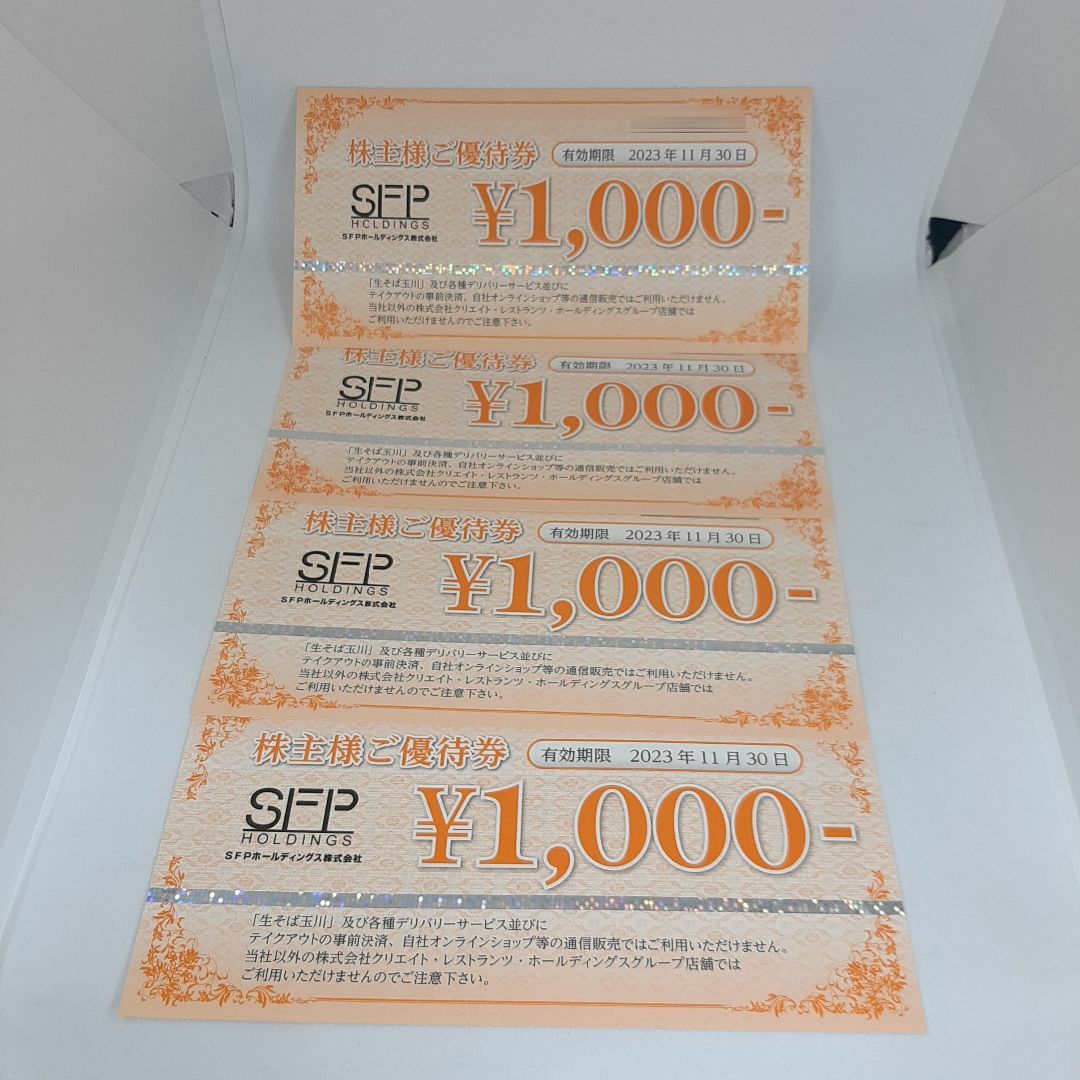 株主様ご優待券
有効期限 2023年11月30日
SFP
HOLDINGS
SFPホールディングス株式会社
¥1,000-
「生そば玉川」及び各種デリバリーサービス並びに
テイクアウトの事前決済、自社オンラインショップ等の通信販売ではご利用いただけません。
当社以外の株式会社クリエイト・レストランツ・ホールディングスグループ店舗では
ご利用いただけませんのでご注意下さい。
株主様ご優待券
有効期限 2023年11月30日
SFP
HOLDINGS
SFPホールディングス株式会社
¥1,000-
「生そば玉川」及び各種デリバリーサービス並びに
テイクアウトの事前決済、自社オンラインショップ等の通信販売ではご利用いただけません。
当社以外の株式会社クリエイト・レストランツ・ホールディングスグループ店舗では
ご利用いただけませんのでご注意下さい。
株主様ご優待券
有効期限 2023年11月30日
SFP
HOLDINGS
SFPホールディングス株式会社
¥1,000-
「生そば玉川」及び各種デリバリーサービス並びに
テイクアウトの事前決済、自社オンラインショップ等の通信販売ではご利用いただけません。
当社以外の株式会社クリエイト・レストランツ・ホールディングスグループ店舗では
ご利用いただけませんのでご注意下さい。
株主様ご優待券
有効期限 2023年11月30日
SFP
HOLDINGS
SFPホールディングス株式会社
¥1,000-
「生そば玉川」及び各種デリバリーサービス並びに
テイクアウトの事前決済、自社オンラインショップ等の通信販売ではご利用いただけません。
当社以外の株式会社クリエイト・レストランツ・ホールディングスグループ店舗では
ご利用いただけませんのでご注意下さい。